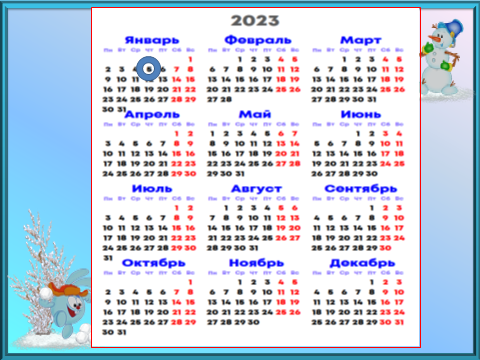 2023
Январь
Пн Вт Ср Чт Пт Сб Вс
1
2 3 4 5 6 7 8
9 10 11 12 13 14 15
16 17 18 19 20 21 22
23 24 25 26 27 28 29
30 31
Февраль
Пн Вт Ср Чт Пт Сб Вс
1 2 3 4 5
6 7 8 9 10 11 12
13 14 15 16 17 18 19
20 21 22 23 24 25 26
27 28
Март
Пн Вт Ср Чт Пт Сб Вс
1 2 3 4 5
6 7 8 9 10 11 12
13 14 15 16 17 18 19
20 21 22 23 24 25 26
27 28 29 30 31
Апрель
Пн Вт Ср Чт Пт Сб Вс
1 2
3 4 5 6 7 8 9
10 11 12 13 14 15 16
17 18 19 20 21 22 23
24 25 26 27 28 29 30
Май
Пн Вт Ср Чт Пт Сб Вс
1 2 3 4 5 6 7
8 9 10 11 12 13 14
15 16 17 18 19 20 21
22 23 24 25 26 27 28
29 30 31
Июнь
Пн Вт Ср Чт Пт Сб Вс
1 2 3 4
5 6 7 8 9 10 11
12 13 14 15 16 17 18
19 20 21 22 23 24 25
26 27 28 29 30
Июль
Пн Вт Ср Чт Пт Сб Вс
1 2
3 4 5 6 7 8 9
10 11 12 13 14 15 16
17 18 19 20 21 22 23
24 25 26 27 28 29 30
31
Август
Пн Вт Ср Чт Пт Сб Вс
1 2 3 4 5 6
7 8 9 10 11 12 13
14 15 16 17 18 19 20
21 22 23 24 25 26 27
28 29 30 31
Сентябрь
Пн Вт Ср Чт Пт Сб Вс
1 2 3
4 5 6 7 8 9 10
11 12 13 14 15 16 17
18 19 20 21 22 23 24
25 26 27 28 29 30
Октябрь
Пн Вт Ср Чт Пт Сб Вс
1
2 3 4 5 6 7 8
9 10 11 12 13 14 15
16 17 18 19 20 21 22
23 24 25 26 27 28 29
30 31
Ноябрь
Пн Вт Ср Чт Пт Сб Вс
1 2 3 4 5
6 7 8 9 10 11 12
13 14 15 16 17 18 19
20 21 22 23 24 25 26
27 28 29 30
Декабрь
Пн Вт Ср Чт Пт Сб Вс
1 2 3
4 5 6 7 8 9 10
11 12 13 14 15 16 17
18 19 20 21 22 23 24
25 26 27 28 29 30 31